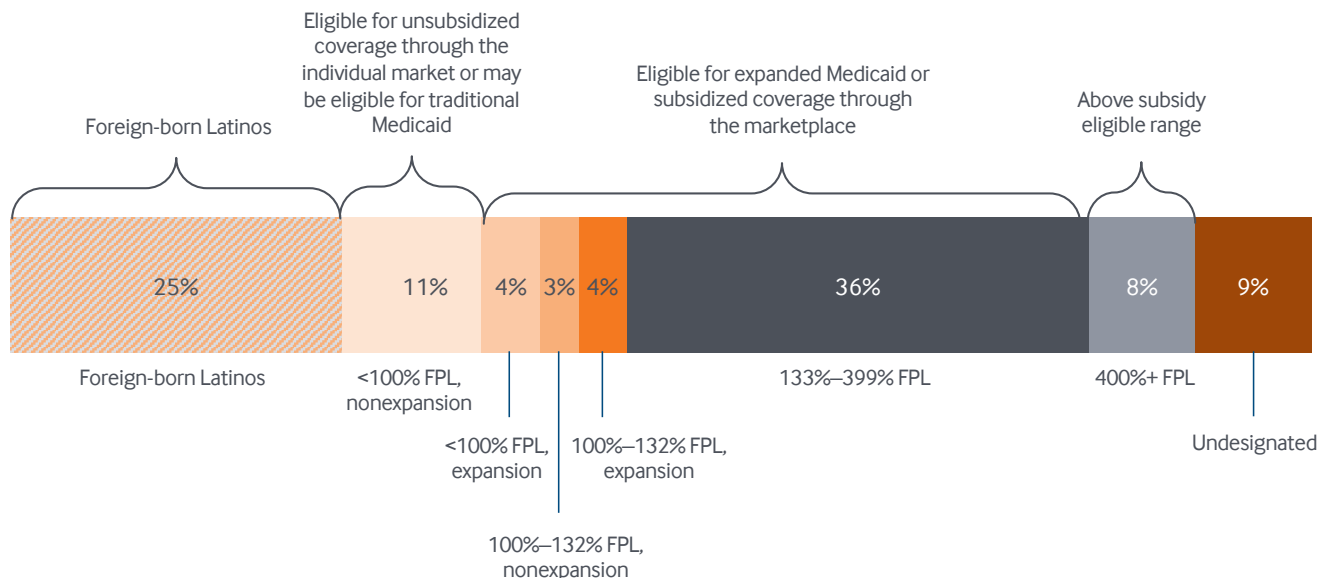 Foreign-born Latinos
Eligible for unsubsidized
coverage through the
individual market or may
be eligible for traditional
Medicaid
Eligible for expanded Medicaid or
subsidized coverage through
the marketplace
Above subsidy
eligible range
25%
11%
4%
3%
4%
36%
8%
9%
Foreign-born Latinos
<100% FPL,
nonexpansion
<100% FPL,
expansion
100%–132% FPL,
nonexpansion
100%–132% FPL,
expansion
133%–399% FPL
400%+ FPL
Undesignated